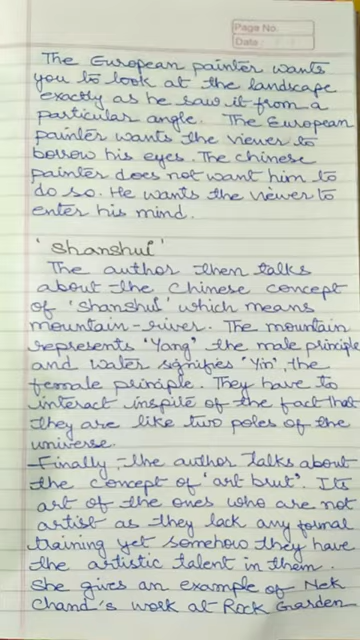 Page No.
Date
The European painter wants
you to look at the landscape
exactly as he saw it from a
particular angle. The European
painter wants the viewer to
borrow his eyes. The chinese
painter does not want him to
do so. He wants the viewer to
enter his mind.
'Shanshui'
The author then talks
about the Chinese concept
of 'Shanshui' which means
mountain-river. The mountain
represents 'Yang' the male principle
and water signifies 'Yin', the
female principle. They have to
interact inspite of the fact that
they are like two poles of the
universe.
Finally, the author talks about
the concept of 'art brut'. Its
art of the ones who are not
artist as they lack any formal
training yet somehow they have
the artistic talent in them.
She gives an example of Nek
Chand's work at Rock Garden